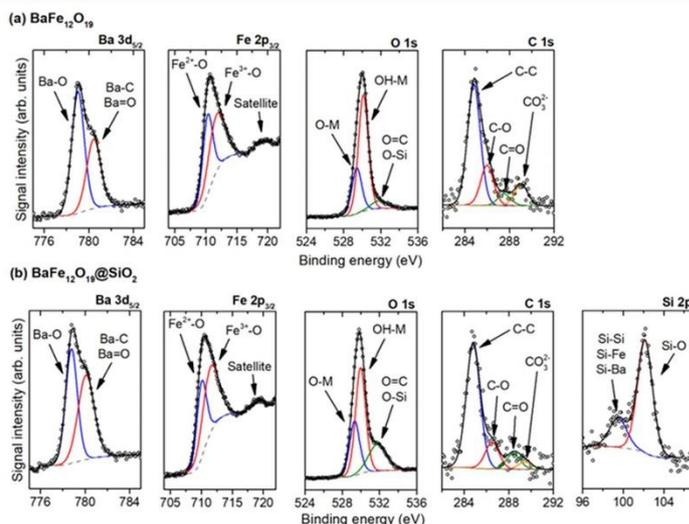 (a) BaFe₁₂O₁₉
Ba 3d₅/₂
Fe 2p₃/₂
O 1s
C 1s
Signal intensity (arb. units)
Ba-O
Ba-C
Ba=O
Fe²⁺-O
Fe³⁺-O
Satellite
O-M
OH-M
O=C
O-Si
C-C
C-O
C=O
CO₃²⁻
776 780 784
705 710 715 720
524 528 532 536
284 288 292
Binding energy (eV)
(b) BaFe₁₂O₁₉@SiO₂
Ba 3d₅/₂
Fe 2p₃/₂
O 1s
C 1s
Si 2p
Signal intensity (arb. units)
Ba-O
Ba-C
Ba=O
Fe²⁺-O
Fe³⁺-O
Satellite
O-M
OH-M
O=C
O-Si
C-C
C-O
C=O
CO₃²⁻
Si-Si
Si-Fe
Si-Ba
Si-O
776 780 784
705 710 715 720
524 528 532 536
284 288 292
96 100 104
Binding energy (eV)